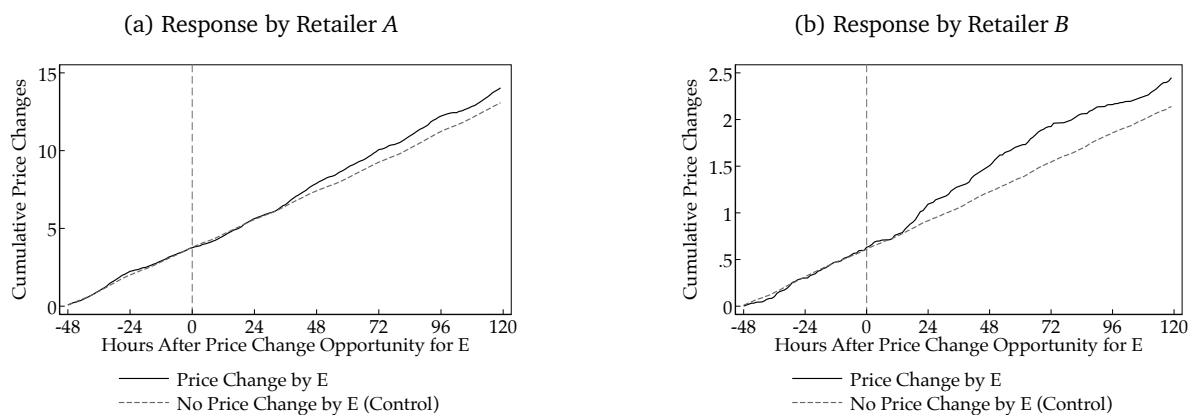 (a) Response by Retailer A
Cumulative Price Changes
15
10
5
0
-48 -24 0 24 48 72 96 120
Hours After Price Change Opportunity for E
Price Change by E
No Price Change by E (Control)
(b) Response by Retailer B
Cumulative Price Changes
2.5
2
1.5
1
.5
0
-48 -24 0 24 48 72 96 120
Hours After Price Change Opportunity for E
Price Change by E
No Price Change by E (Control)